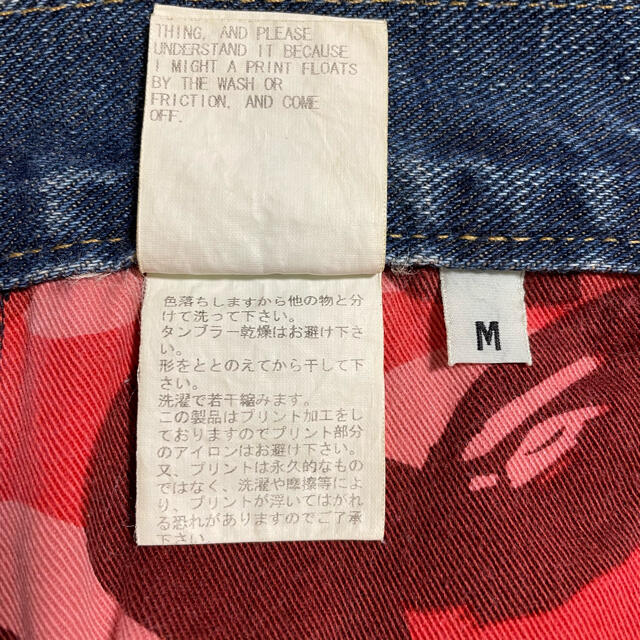 THING, AND PLEASE
UNDERSTAND IT BECAUSE
I MIGHT A PRINT FLOATS
BY THE WASH OR
FRICTION, AND COME
OFF.
色落ちしますから他の物と分
けて洗って下さい。
タンブラー乾燥はお避け下さ
い。
形をととのえてから干して下
さい。
洗濯で若干縮みます。
この製品はプリント加工をし
ておりますのでプリント部分
のアイロンはお避け下さい。
又、プリントは永久的なもの
ではなく、洗濯や摩擦等によ
り、プリントが浮いてはがれ
る恐れがありますのでご了承
下さい。
M